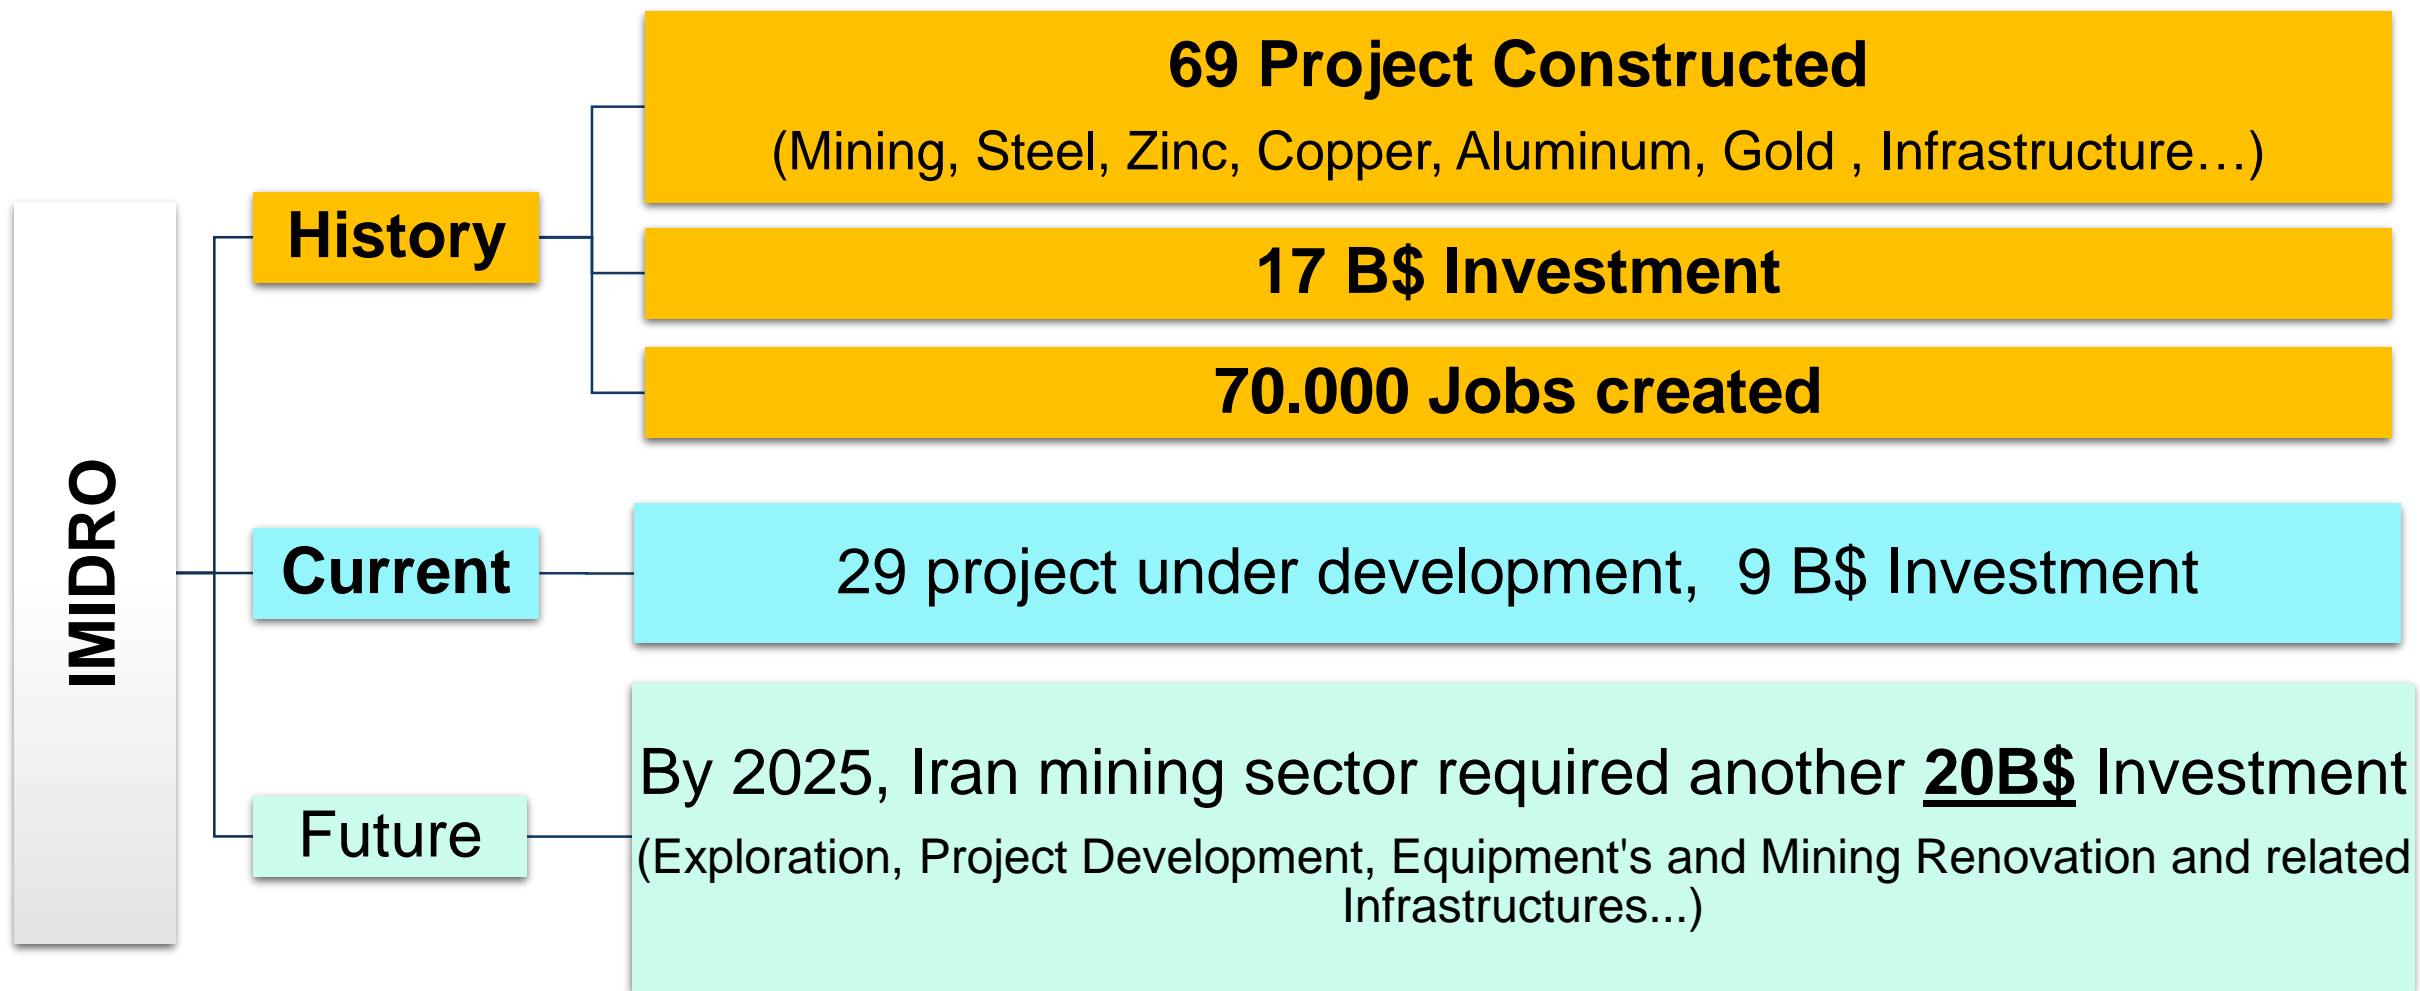 IMIDRO
History
69 Project Constructed
(Mining, Steel, Zinc, Copper, Aluminum, Gold , Infrastructure…)
17 B$ Investment
70.000 Jobs created
Current
29 project under development,  9 B$ Investment
Future
By 2025, Iran mining sector required another 20B$ Investment
(Exploration, Project Development, Equipment's and Mining Renovation and related
Infrastructures...)